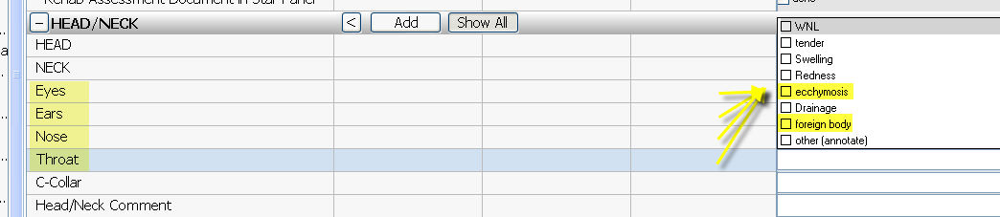 Rehab Assessment Document in Star Panel
done
− HEAD/NECK < Add Show All
WNL
HEAD
tender
Swelling
NECK
Redness
Eyes
ecchymosis
Ears
Drainage
foreign body
Nose
other (annotate)
Throat
C-Collar
Head/Neck Comment